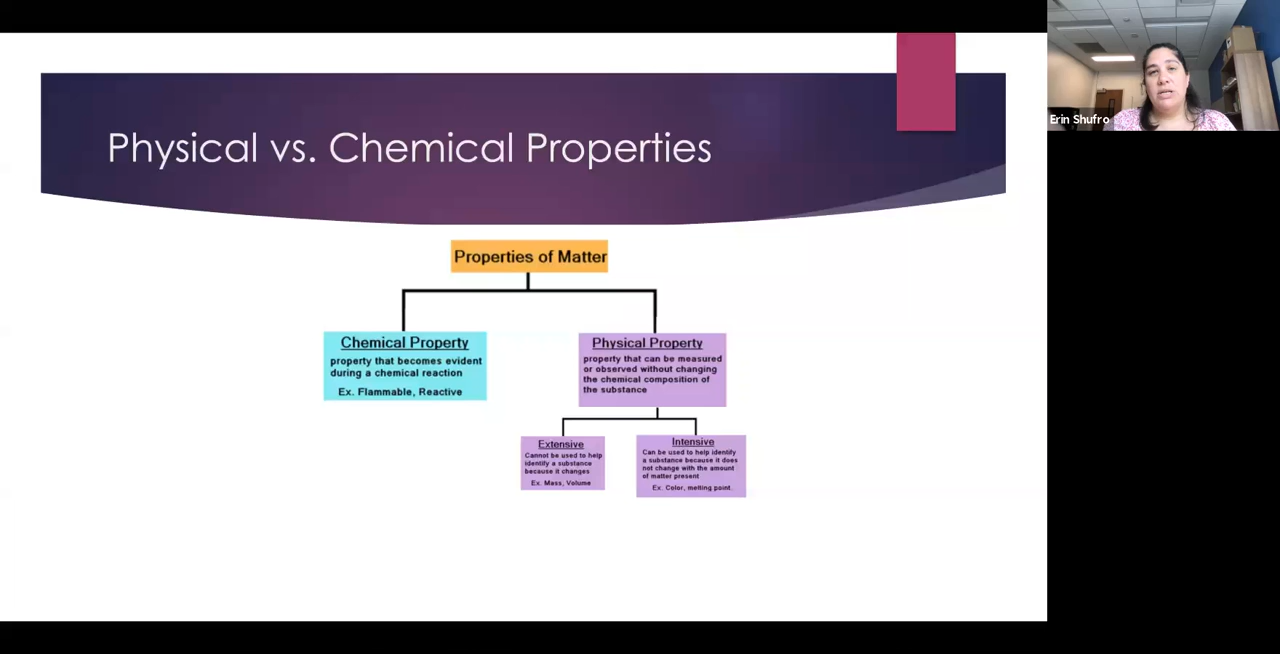 Physical vs. Chemical Properties
Erin Shufro
Properties of Matter
Chemical Property
property that becomes evident
during a chemical reaction
Ex. Flammable, Reactive
Physical Property
property that can be measured
or observed without changing
the chemical composition of
the substance
Extensive
Cannot be used to help
identify a substance
because it changes
Ex. Mass, Volume
Intensive
Can be used to help identify
a substance because it does
not change with the amount
of matter present
Ex. Color, melting point.